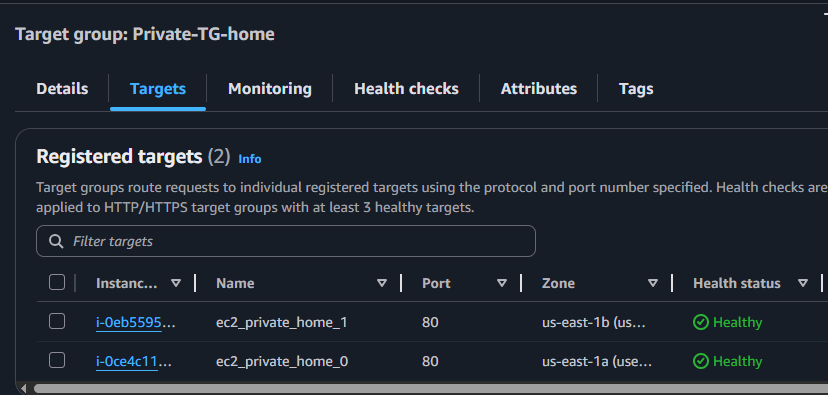 Target group: Private-TG-home
Details Targets Monitoring Health checks Attributes Tags
Registered targets (2) Info
Target groups route requests to individual registered targets using the protocol and port number specified. Health checks are
applied to HTTP/HTTPS target groups with at least 3 healthy targets.
Filter targets
Instanc... Name Port Zone Health status
i-0eb5595... ec2_private_home_1 80 us-east-1b (us... Healthy
i-0ce4c11... ec2_private_home_0 80 us-east-1a (use... Healthy